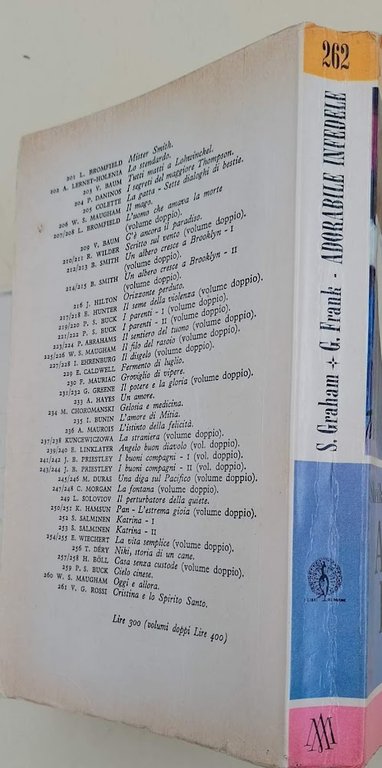 201 L. BROMFIELD Mister Smith.
202 A. LERNET-HOLENIA Lo stendardo.
203 V. BAUM Tutti matti a Lohwinckel.
204 P. DANINOS I segreti del maggiore Thompson.
205 COLETTE La gatta - Sette dialoghi di bestie.
206 W. S. MAUGHAM Il mago.
207/208 L. BROMFIELD L'uomo che amava la morte
(volume doppio).
209 V. BAUM C'è ancora il paradiso.
210/211 R. WILDER Scritto sul vento (volume doppio).
212/213 B. SMITH Un albero cresce a Brooklyn - I
(volume doppio).
214/215 B. SMITH Un albero cresce a Brooklyn - II
(volume doppio).
216 J. HILTON Orizzonte perduto.
217/218 E. HUNTER Il seme della violenza (volume doppio).
219/220 P. S. BUCK I parenti - I (volume doppio).
221/222 P. S. BUCK I parenti - II (volume doppio).
223/224 P. ABRAHAMS Il sentiero del tuono (volume doppio).
225/226 W. S. MAUGHAM Il filo del rasoio (volume doppio).
227/228 I. EHRENBURG Il disgelo (volume doppio).
229 E. CALDWELL Fermento di luglio.
230 F. MAURIAC Groviglio di vipere.
231/232 G. GREENE Il potere e la gloria (volume doppio).
233 A. HAYES Un amore.
234 M. CHOROMANSKI Gelosia e medicina.
235 I. BUNIN L'amore di Mitia.
236 A. MAUROIS L'istinto della felicità.
237/238 KUNCEWICZOWA La straniera (volume doppio).
239/240 E. LINKLATER Angelo buon diavolo (vol. doppio).
241/242 J. B. PRIESTLEY I buoni compagni - I (vol. doppio).
243/244 J. B. PRIESTLEY I buoni compagni - II (vol. doppio).
245/246 M. DURAS Una diga sul Pacifico (volume doppio).
247/248 C. MORGAN La fontana (volume doppio).
249 L. SOLOVIOV Il perturbatore della quiete.
250/251 K. HAMSUN Pan - L'estrema gioia (volume doppio).
252 S. SALMINEN Katrina - I
253 S. SALMINEN Katrina - II
254/255 E. WIECHERT La vita semplice (volume doppio).
256 T. DÉRY Niki, storia di un cane.
257/258 H. BÖLL Casa senza custode (volume doppio).
259 P. S. BUCK Cielo cinese.
260 W. S. MAUGHAM Oggi e allora.
261 V. G. ROSSI Cristina e lo Spirito Santo.
Lire 300 (volumi doppi Lire 400)
262
S. Graham + G. Frank - ADORABILE INFEDELE